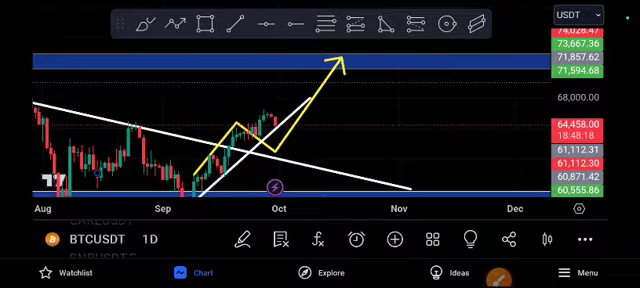 USDT
74,028.47
73,667.36
71,857.62
71,594.68
68,000.00
64,458.00
18:48:18
61,112.31
61,112.30
60,871.42
60,555.86
Aug Sep Oct Nov Dec
BTCUSDT 1D
Watchlist Chart Explore Ideas Menu